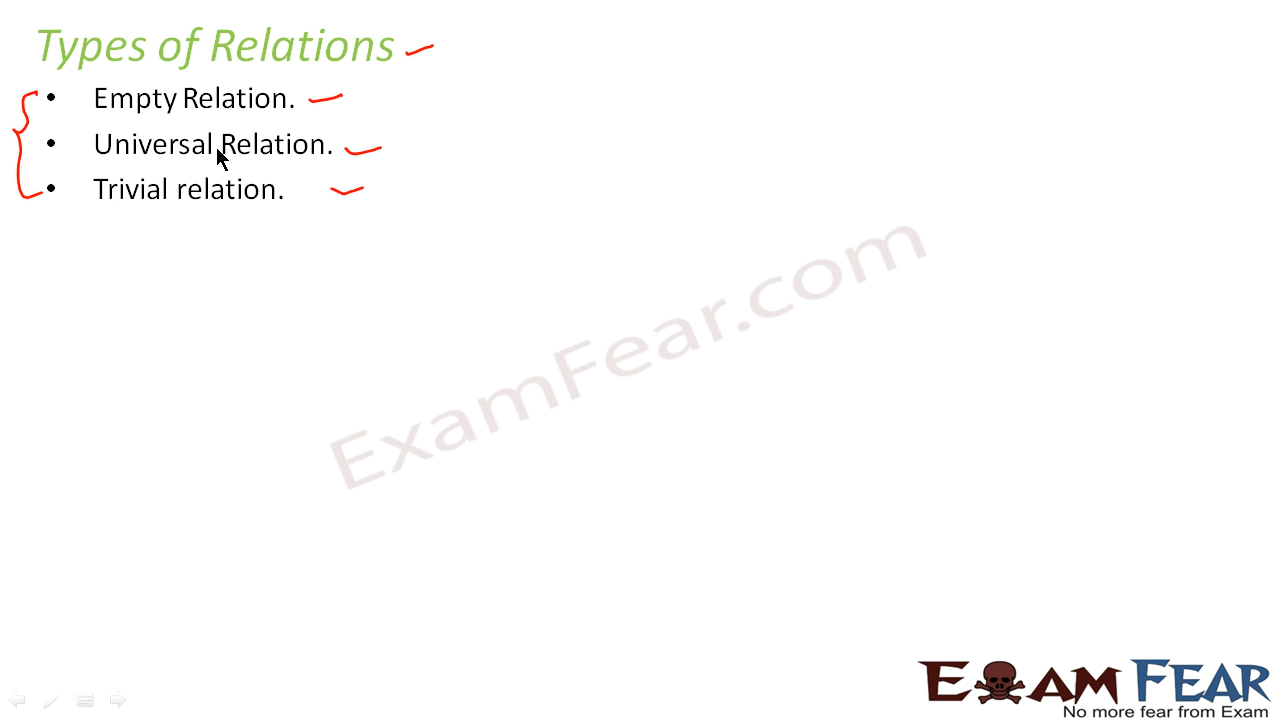 Types of Relations
• Empty Relation.
• Universal Relation.
• Trivial relation.
ExamFear.com
EXAM FEAR
No more fear from Exam